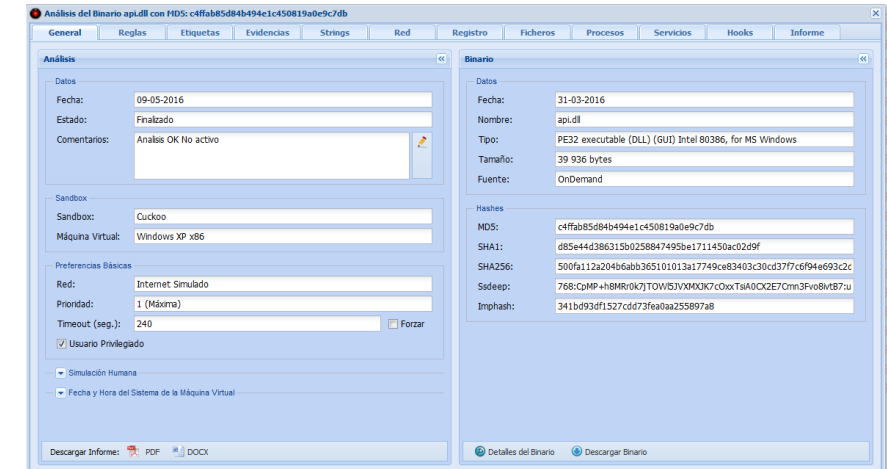 Análisis del Binario api.dll con MD5: c4ffab85d84b494e1c450819a0e9c7db
General Reglas Etiquetas Evidencias Strings Red Registro Ficheros Procesos Servicios Hooks Informe
Análisis
Datos
Fecha: 09-05-2016
Estado: Finalizado
Comentarios: Analisis OK No activo
Sandbox
Sandbox: Cuckoo
Máquina Virtual: Windows XP x86
Preferencias Básicas
Red: Internet Simulado
Prioridad: 1 (Máxima)
Timeout (seg.): 240 Forzar
Usuario Privilegiado
Simulación Humana
Fecha y Hora del Sistema de la Máquina Virtual
Descargar Informe: PDF DOCX
Binario
Datos
Fecha: 31-03-2016
Nombre: api.dll
Tipo: PE32 executable (DLL) (GUI) Intel 80386, for MS Windows
Tamaño: 39 936 bytes
Fuente: OnDemand
Hashes
MD5: c4ffab85d84b494e1c450819a0e9c7db
SHA1: d85e44d386315b0258847495be1711450ac02d9f
SHA256: 500fa112a204b6abb365101013a17749ce83403c30cd37f7c6f94e693c2c
Ssdeep: 768:CpMP+h8MRr0k7jTOWl5JVXMXJK7cOxxTsiA0CX2E7Cmn3Fvo8ivtB7:u
Imphash: 341bd93df1527cdd73fea0aa255897a8
Detalles del Binario Descargar Binario